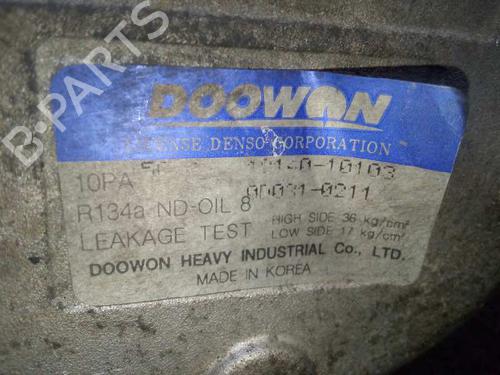 DOOWON
LICENSE DENSO CORPORATION
10PA
R134a ND-OIL 8 HIGH SIDE 36 kg/cm²
LEAKAGE TEST LOW SIDE 17 kg/cm²
DOOWON HEAVY INDUSTRIAL Co., LTD.
MADE IN KOREA
B-PARTS